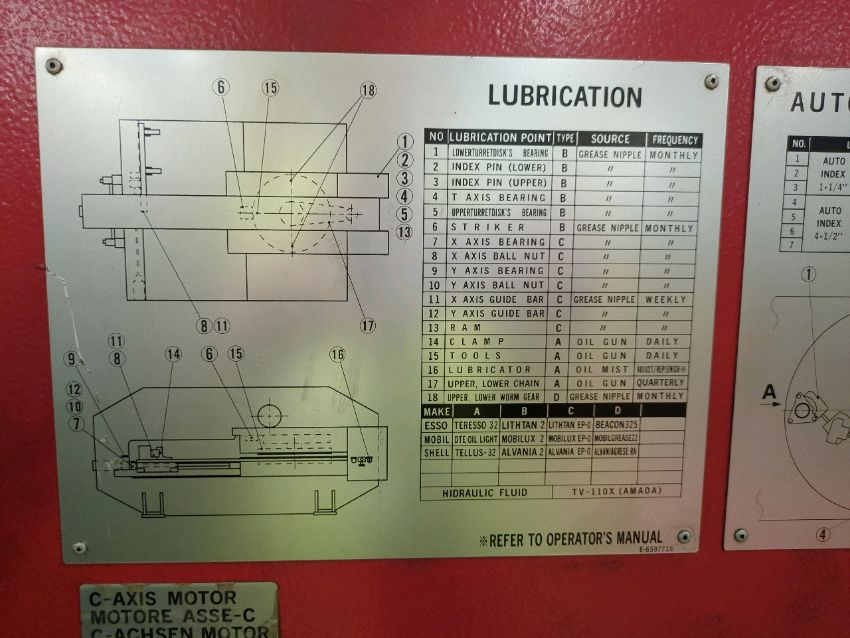 LUBRICATION
NO LUBRICATION POINT TYPE SOURCE FREQUENCY
1 LOWERTURRETDISK'S BEARING B GREASE NIPPLE MONTHLY
2 INDEX PIN (LOWER) B 〃 〃
3 INDEX PIN (UPPER) B 〃 〃
4 T AXIS BEARING B 〃 〃
5 UPPERTURRETDISK'S BEARING B 〃 〃
6 STRIKER B GREASE NIPPLE MONTHLY
7 X AXIS BEARING C 〃 〃
8 X AXIS BALL NUT C 〃 〃
9 Y AXIS BEARING C 〃 〃
10 Y AXIS BALL NUT C 〃 〃
11 X AXIS GUIDE BAR C GREASE NIPPLE WEEKLY
12 Y AXIS GUIDE BAR C 〃 〃
13 RAM C 〃 〃
14 CLAMP A OIL GUN DAILY
15 TOOLS A OIL GUN DAILY
16 LUBRICATOR A OIL MIST ADJUST/REPLENISH※
17 UPPER, LOWER CHAIN A OIL GUN QUARTERLY
18 UPPER, LOWER WORM GEAR D GREASE NIPPLE MONTHLY
MAKE A B C D
ESSO TERESSO 32 LITHTAN 2 LITHTAN EP-0 BEACON325
MOBIL DTE OIL LIGHT MOBILUX 2 MOBILUX EP-0 MOBILGREASE22
SHELL TELLUS-32 ALVANIA 2 ALVANIA EP-0 ALVANIAGRESE RA
HIDRAULIC FLUID TV-110X (AMADA)
※REFER TO OPERATOR'S MANUAL
E-6597715
6 15 18
1
2
3
4
5
13
8 11 17
11
9 8 14 6 15 16
12
10
7
C-AXIS MOTOR
MOTORE ASSE-C
C-ACHSEN MOTOR
AUTO
NO.
1 AUTO
2 INDEX
3 1-1/4"
4
5 AUTO
6 INDEX
7 4-1/2"
1
A
4